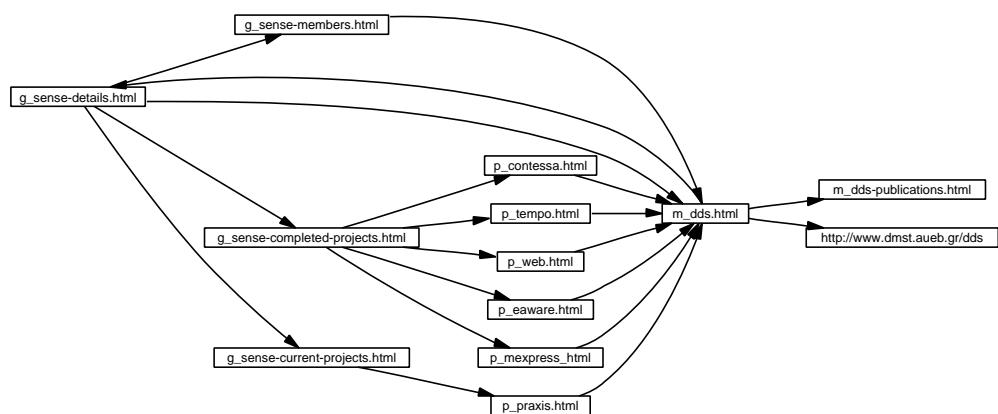 g_sense-members.html
g_sense-details.html
p_contessa.html
m_dds-publications.html
p_tempo.html
m_dds.html
g_sense-completed-projects.html
http://www.dmst.aueb.gr/dds
p_web.html
p_eaware.html
g_sense-current-projects.html
p_mexpress_html
p_praxis.html